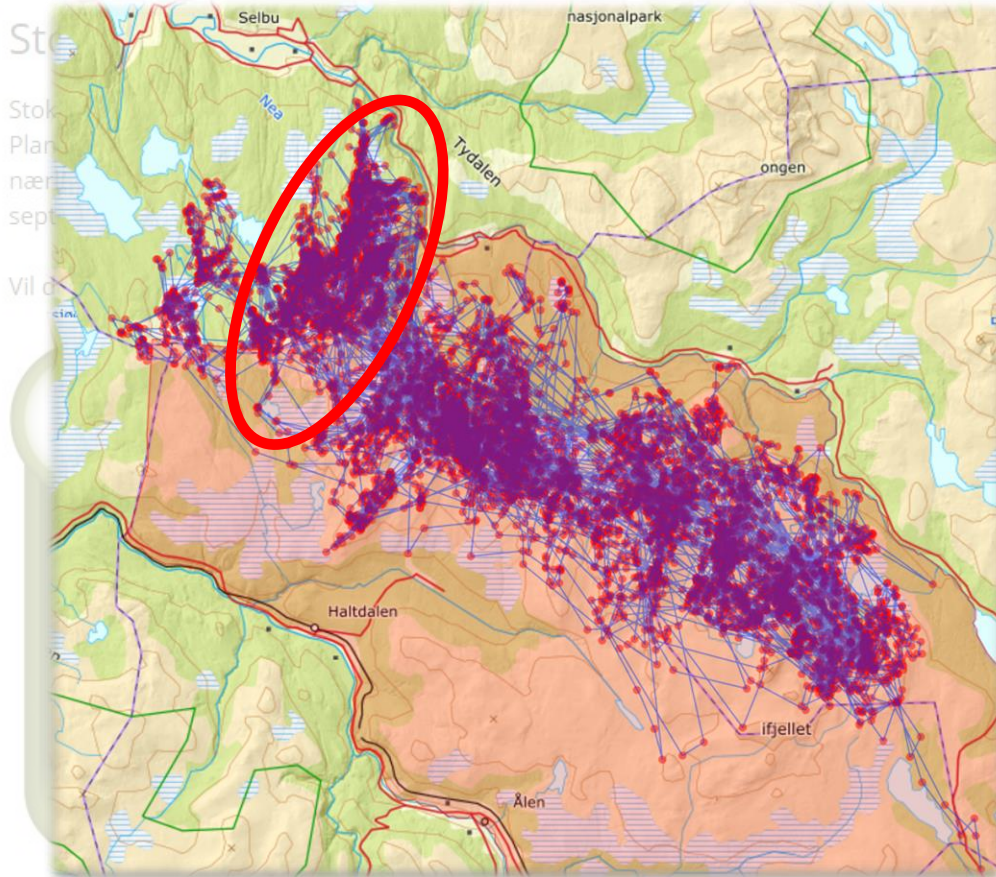 Selbu
nasjonalpark
Nea
Tydalen
ongen
Haltdalen
ifjellet
Ålen
Stok
Plan
nær
sept
Vil d